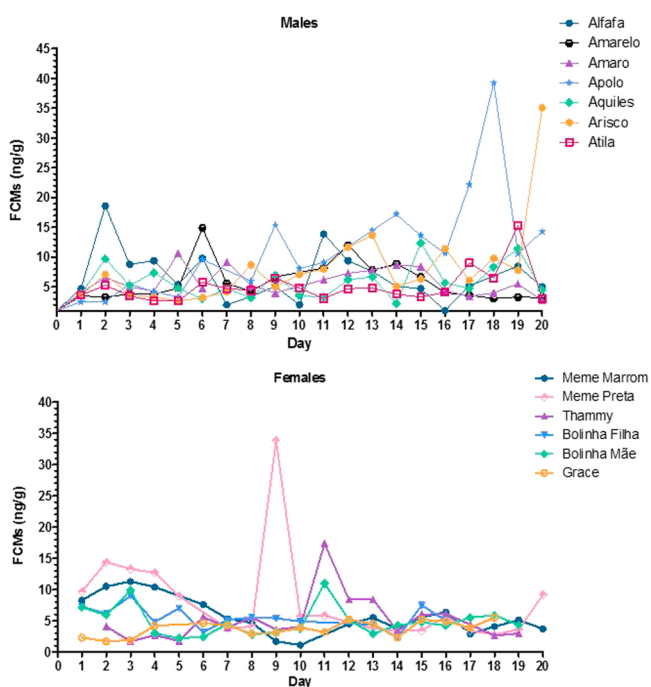 Males
FCMs (ng/g)
45
40
35
30
25
20
15
10
5
0 1 2 3 4 5 6 7 8 9 10 11 12 13 14 15 16 17 18 19 20
Day
Alfafa
Amarelo
Amaro
Apolo
Aquiles
Arisco
Atila
Females
FCMs (ng/g)
40
35
30
25
20
15
10
5
0
0 1 2 3 4 5 6 7 8 9 10 11 12 13 14 15 16 17 18 19 20
Day
Meme Marrom
Meme Preta
Thammy
Bolinha Filha
Bolinha Mãe
Grace